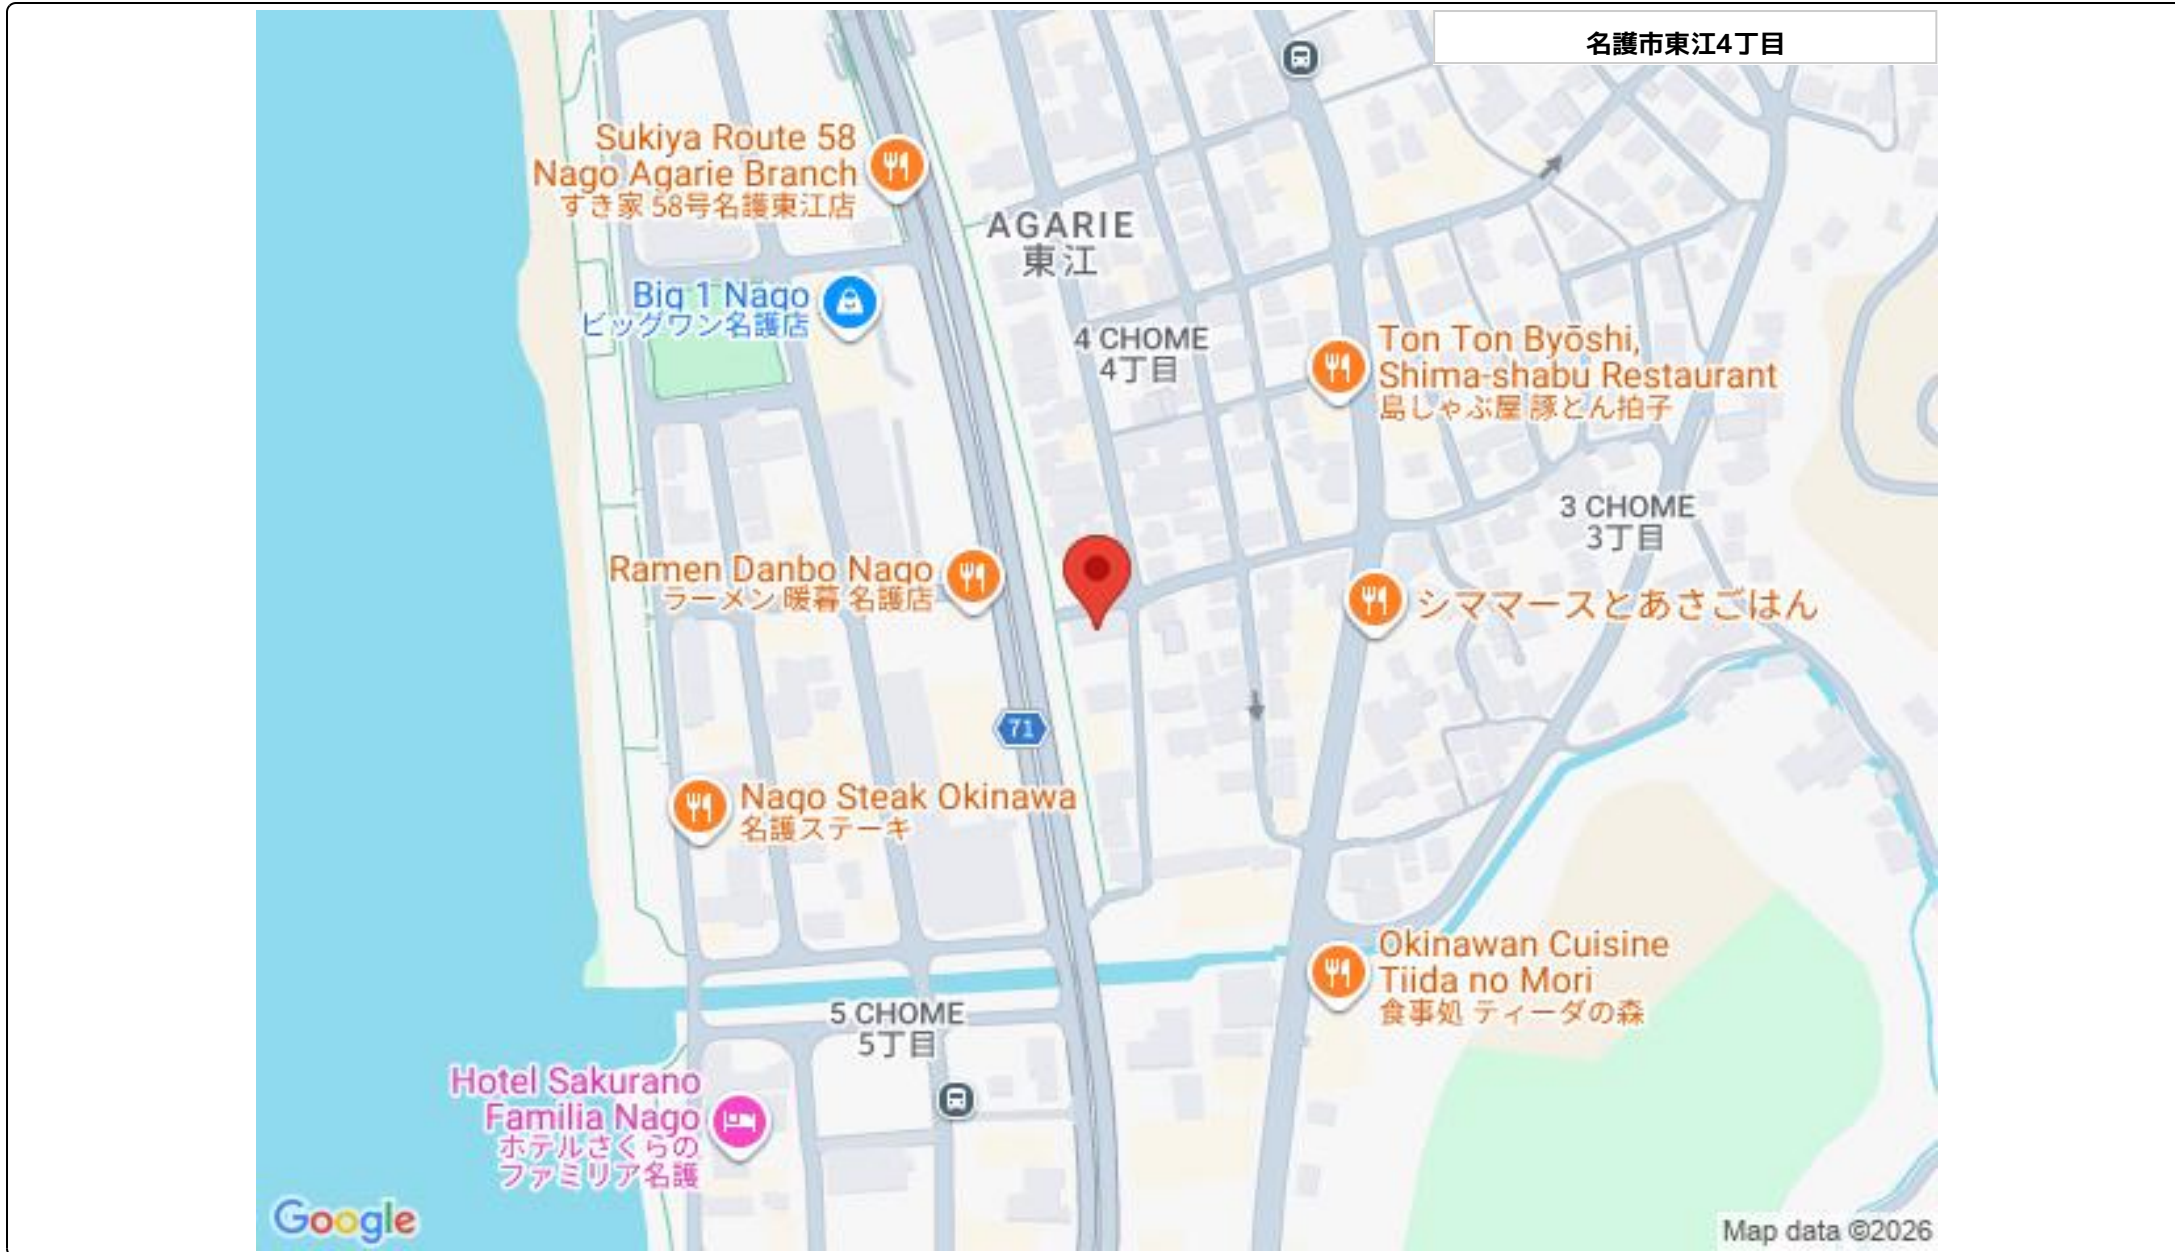 名護市東江4丁目
Sukiya Route 58
Nago Agarie Branch
すき家 58号名護東江店
AGARIE
東江
Big 1 Nago
ビッグワン名護店
4 CHOME
4丁目
Ton Ton Byōshi,
Shima-shabu Restaurant
島しゃぶ屋 豚とん拍子
3 CHOME
3丁目
Ramen Danbo Nago
ラーメン 暖暮 名護店
シママースとあさごはん
71
Nago Steak Okinawa
名護ステーキ
Okinawan Cuisine
Tiida no Mori
食事処 ティーダの森
5 CHOME
5丁目
Hotel Sakurano
Familia Nago
ホテルさくらの
ファミリア名護
Google
Map data ©2026